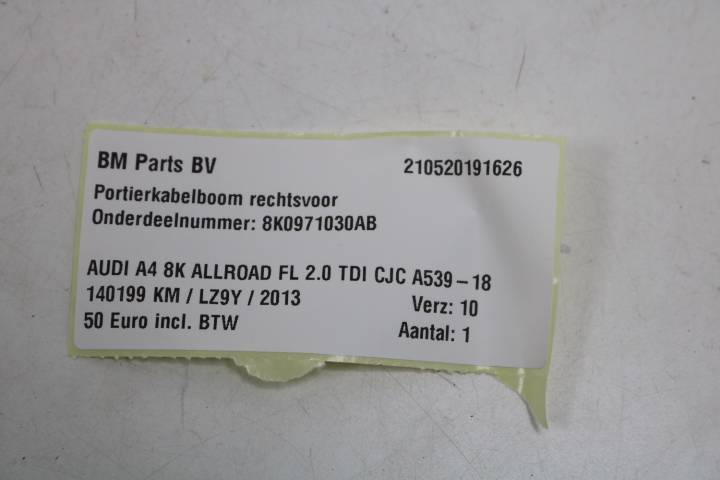 BM Parts BV 210520191626
Portierkabelboom rechtsvoor
Onderdeelnummer: 8K0971030AB
AUDI A4 8K ALLROAD FL 2.0 TDI CJC A539-18
140199 KM / LZ9Y / 2013 Verz: 10
50 Euro incl. BTW Aantal: 1